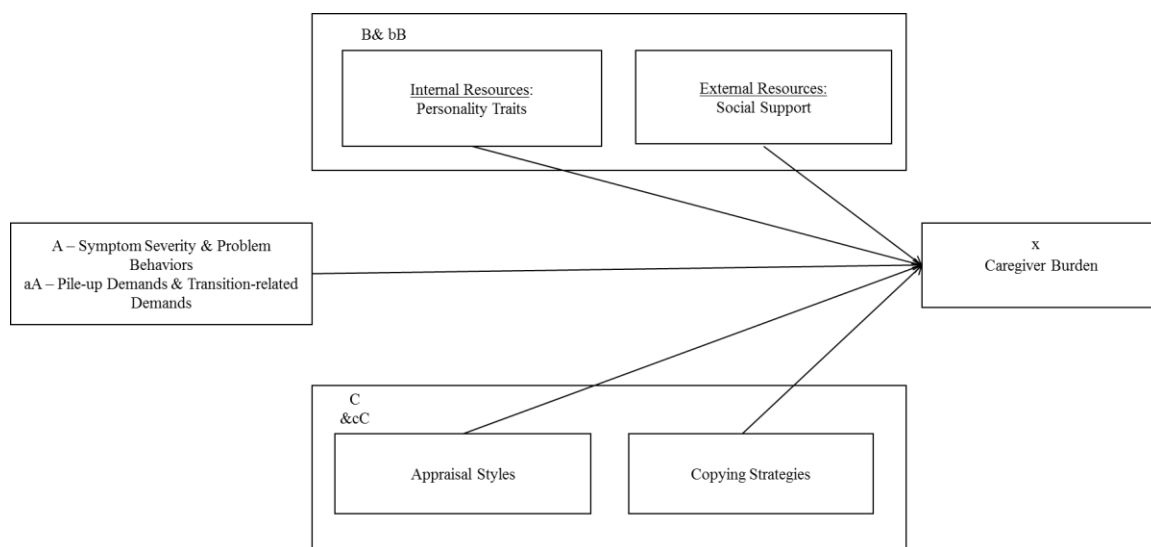 B& bB
Internal Resources:
Personality Traits
External Resources:
Social Support
A – Symptom Severity & Problem
Behaviors
aA – Pile-up Demands & Transition-related
Demands
x
Caregiver Burden
C
&cC
Appraisal Styles
Copying Strategies